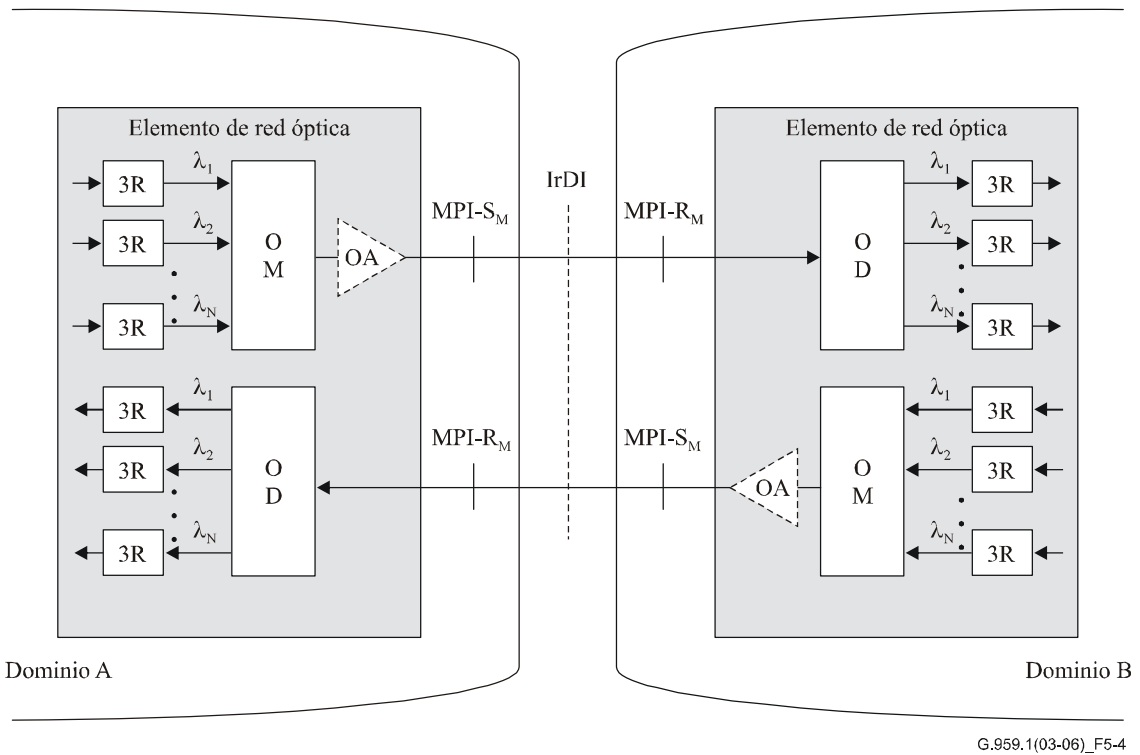 Elemento de red óptica
3R λ1
3R λ2
3R λN
O
M
OA
MPI-SM
IrDI
MPI-RM
Elemento de red óptica
O
D
λ1 3R
λ2 3R
λN 3R
3R λ1
3R λ2
3R λN
O
D
MPI-RM
MPI-SM
OA
O
M
λ1 3R
λ2 3R
λN 3R
Dominio A
Dominio B
G.959.1(03-06)_F5-4